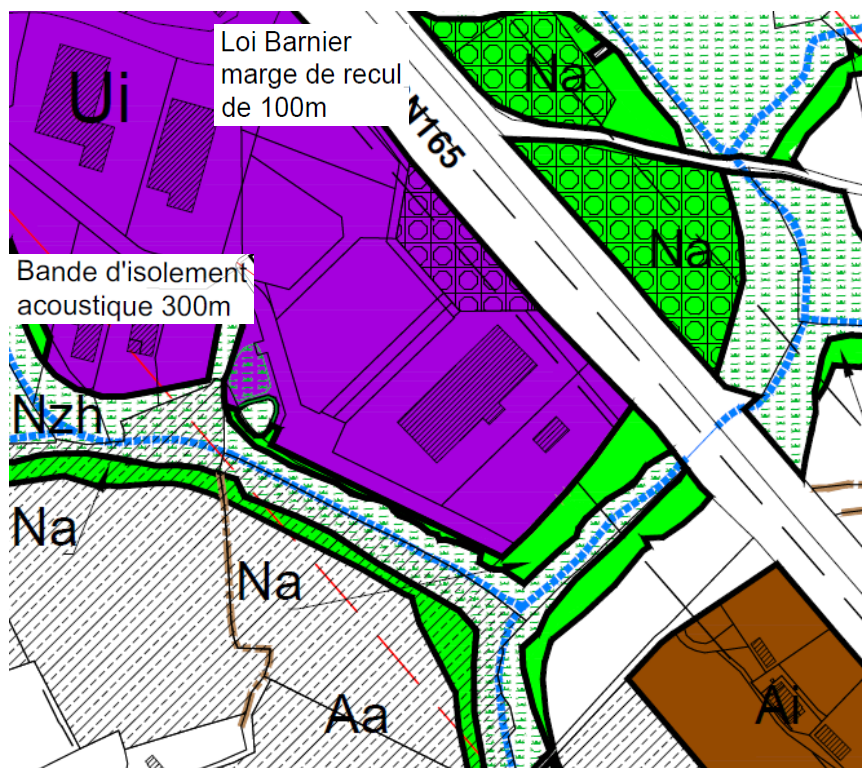 Loi Barnier
marge de recul
de 100m
Ui
N165
Na
Na
Bande d'isolement
acoustique 300m
Nzh
Na
Na
Aa
Ai